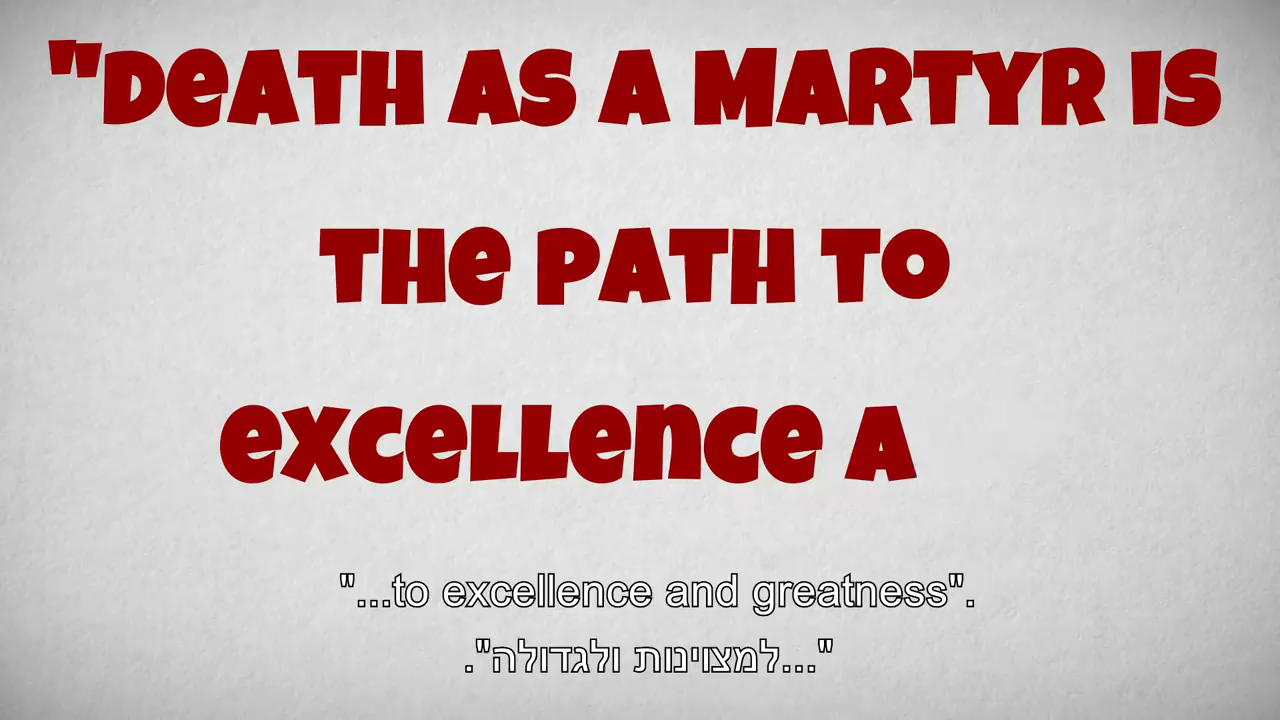 "Death as a martyr is
the path to
excellence a
"...to excellence and greatness".
"...למצוינות ולגדולה".